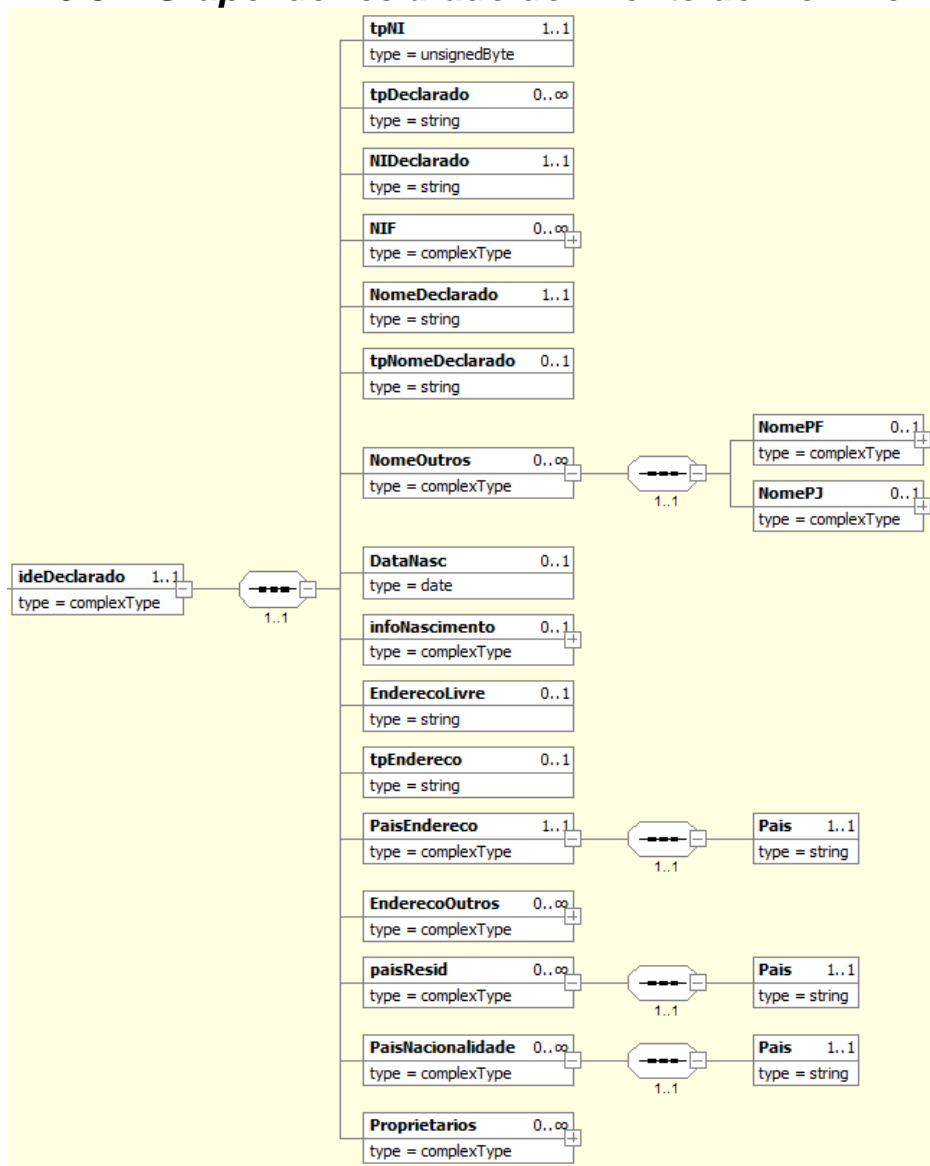 tpNI 1..1
type = unsignedByte
tpDeclarado 0..∞
type = string
NIDeclarado 1..1
type = string
NIF 0..∞
type = complexType
NomeDeclarado 1..1
type = string
tpNomeDeclarado 0..1
type = string
NomePF 0..1
type = complexType
NomeOutros 0..∞
type = complexType
1..1
NomePJ 0..1
type = complexType
DataNasc 0..1
type = date
ideDeclarado 1..1
type = complexType
1..1
infoNascimento 0..1
type = complexType
EnderecoLivre 0..1
type = string
tpEndereco 0..1
type = string
PaisEndereco 1..1
type = complexType
1..1
Pais 1..1
type = string
EnderecoOutros 0..∞
type = complexType
paisResid 0..∞
type = complexType
1..1
Pais 1..1
type = string
PaisNacionalidade 0..∞
type = complexType
1..1
Pais 1..1
type = string
Proprietarios 0..∞
type = complexType